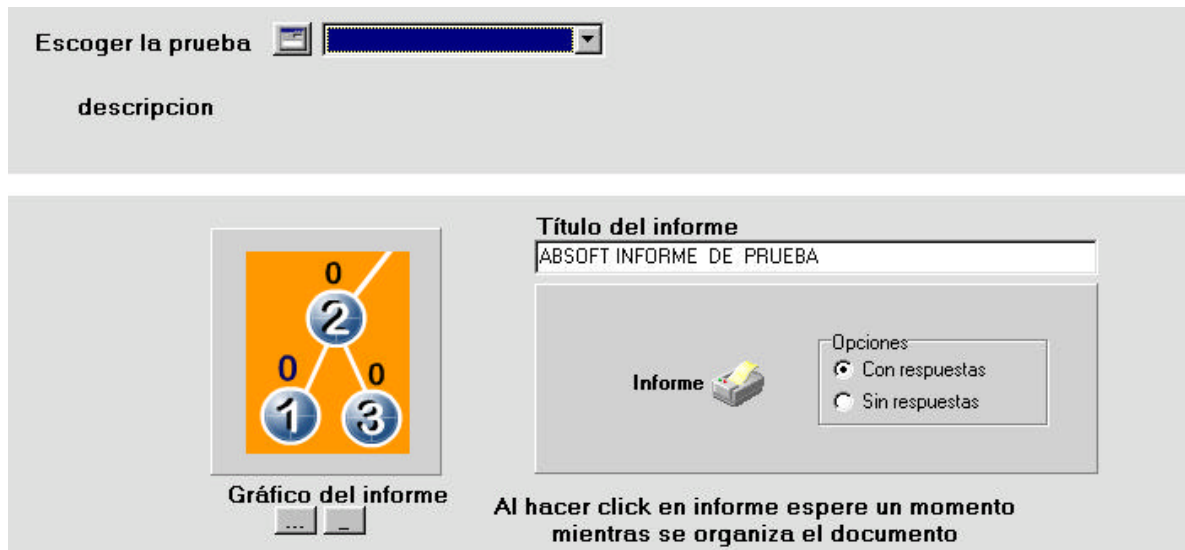 Escoger la prueba
descripcion
Título del informe
ABSOFT INFORME DE PRUEBA
0
2
0 0
1 3
Opciones
Con respuestas
Informe
Sin respuestas
Gráfico del informe
... _
Al hacer click en informe espere un momento
mientras se organiza el documento